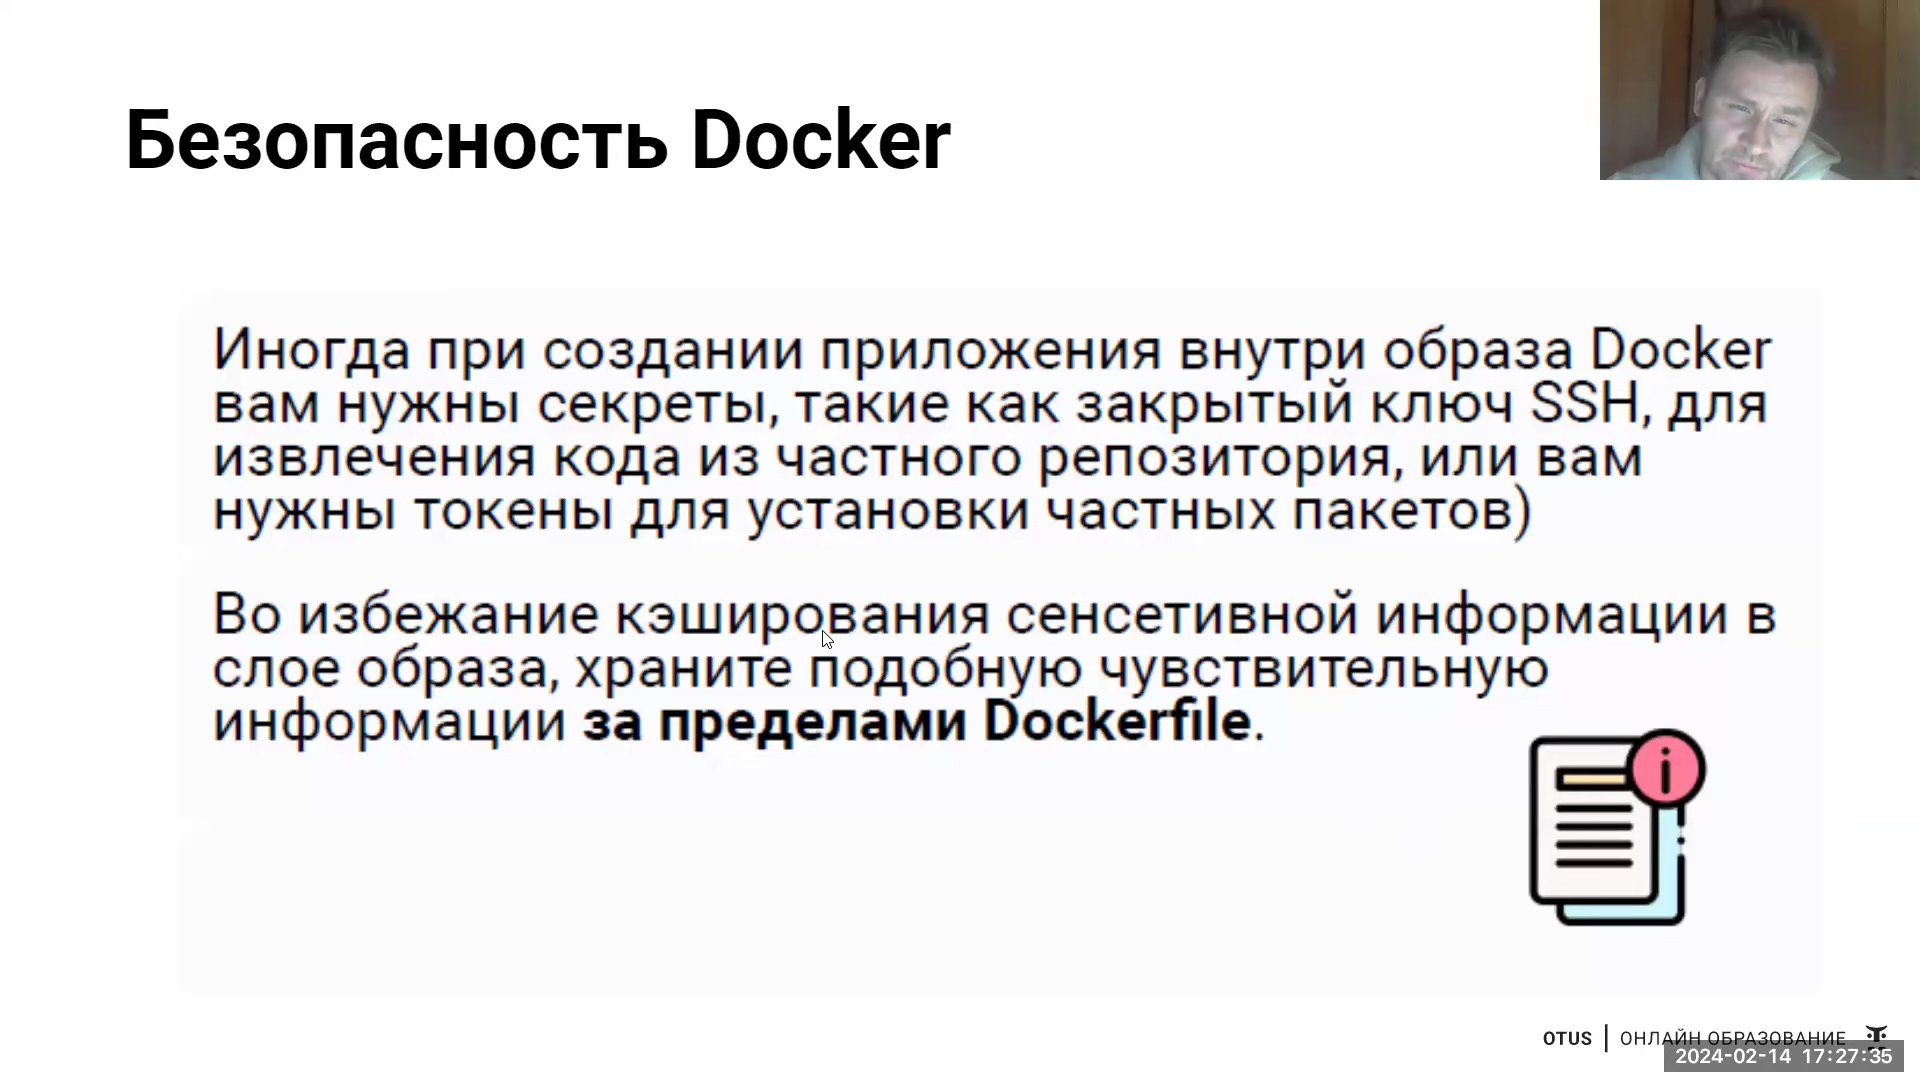 Безопасность Docker
Иногда при создании приложения внутри образа Docker
вам нужны секреты, такие как закрытый ключ SSH, для
извлечения кода из частного репозитория, или вам
нужны токены для установки частных пакетов)
Во избежание кэширования сенсетивной информации в
слое образа, храните подобную чувствительную
информации за пределами Dockerfile.
i
OTUS | ОНЛАЙН ОБРАЗОВАНИЕ
2024-02-14 17:27:35